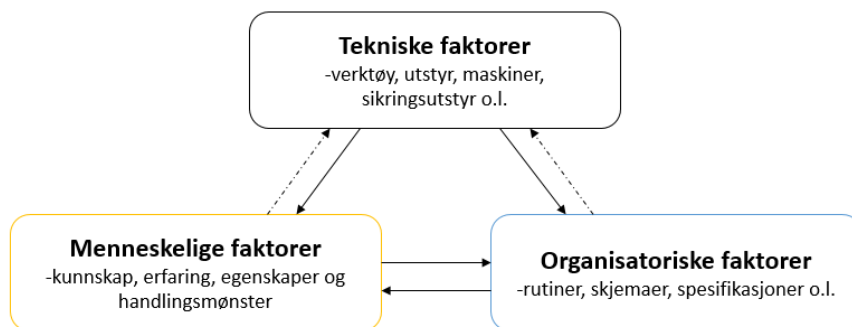 Tekniske faktorer
-verktøy, utstyr, maskiner,
sikringsutstyr o.l.
Menneskelige faktorer
-kunnskap, erfaring, egenskaper og
handlingsmønster
Organisatoriske faktorer
-rutiner, skjemaer, spesifikasjoner o.l.